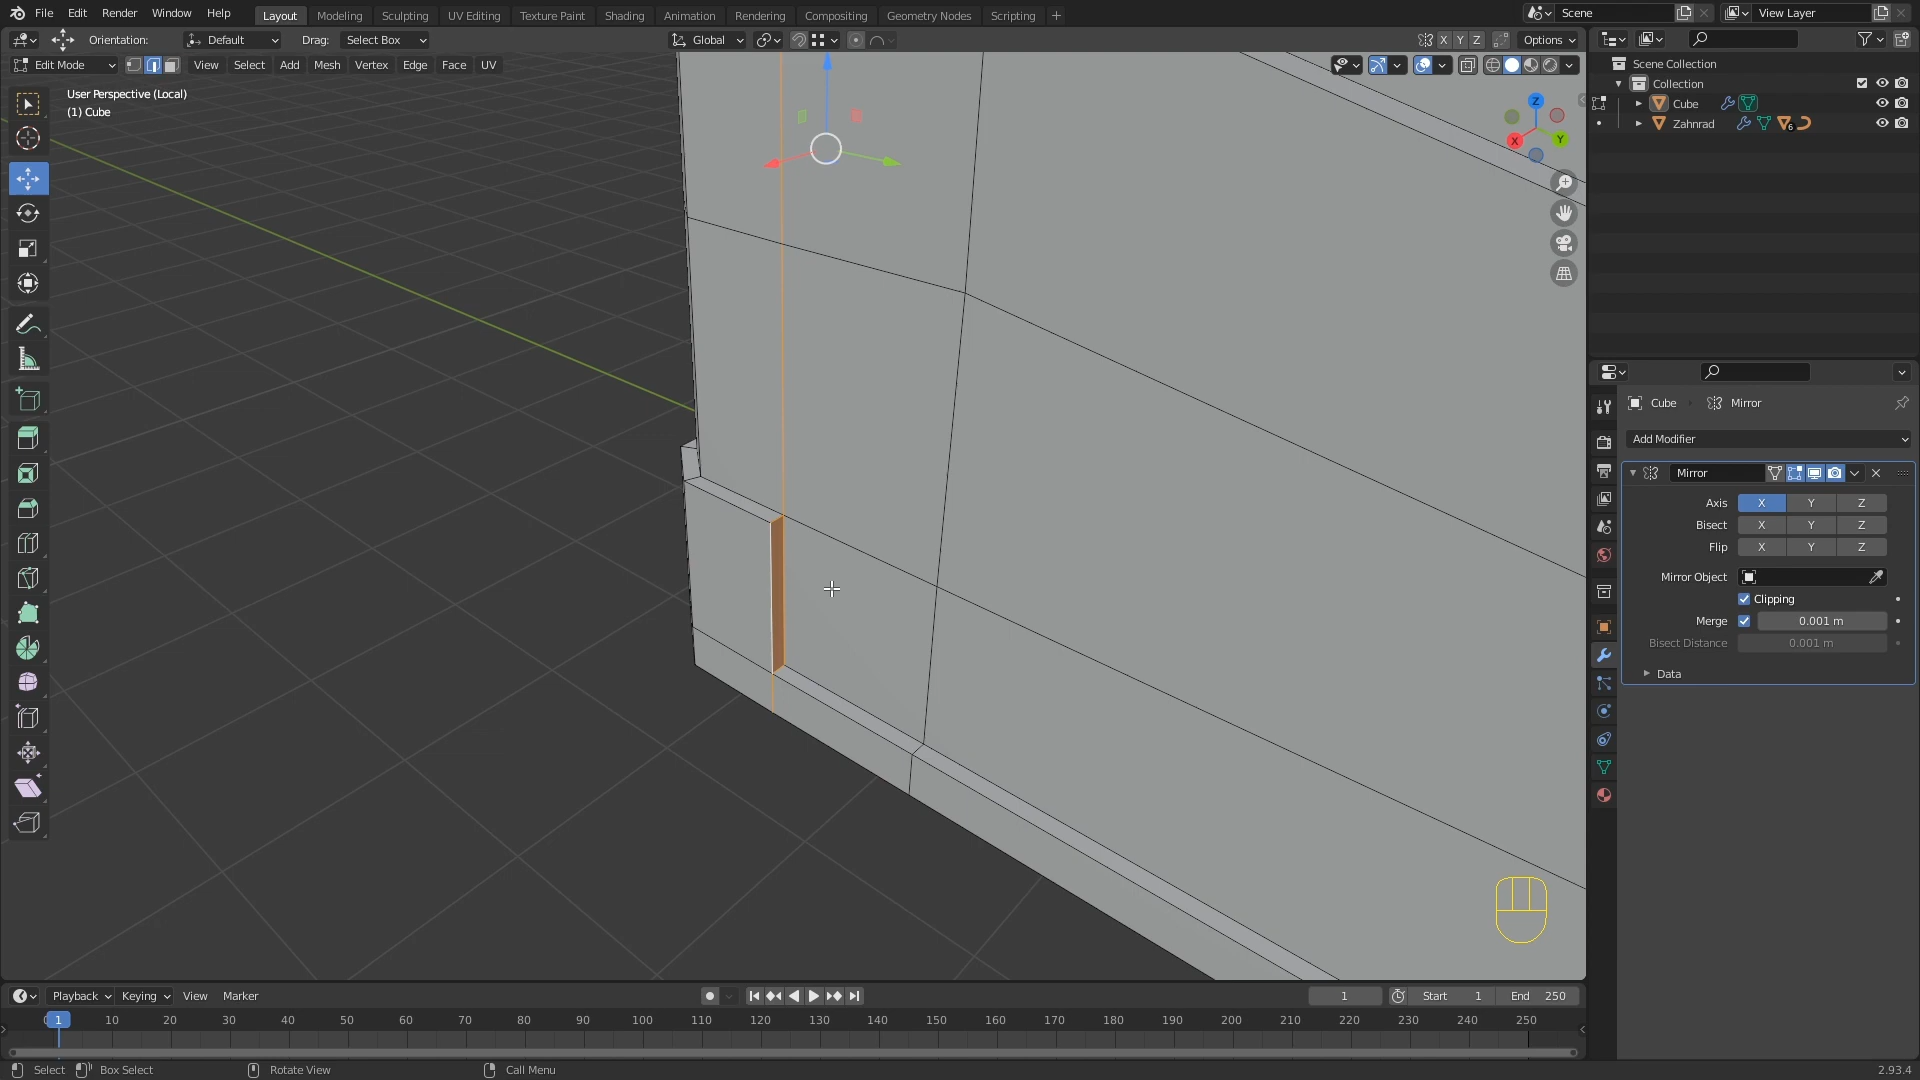 File Edit Render Window Help Layout Modeling Sculpting UV Editing Texture Paint Shading Animation Rendering Compositing Geometry Nodes Scripting + Scene View Layer
Orientation: Default Drag: Select Box Global X Y Z Options
Edit Mode View Select Add Mesh Vertex Edge Face UV
User Perspective (Local)
(1) Cube
Z
Y
X
Scene Collection
Collection
Cube
Zahnrad 6
Cube Mirror
Add Modifier
Mirror
Axis X Y Z
Bisect X Y Z
Flip X Y Z
Mirror Object
Clipping
Merge 0.001 m
Bisect Distance 0.001 m
Data
Playback Keying View Marker 1 Start 1 End 250
1 10 20 30 40 50 60 70 80 90 100 110 120 130 140 150 160 170 180 190 200 210 220 230 240 250
Select Box Select Rotate View Call Menu 2.93.4